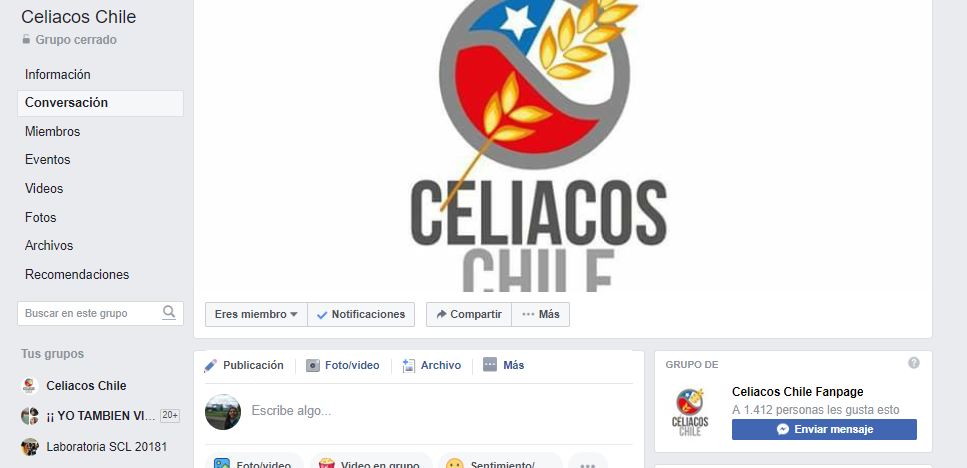 Celiacos Chile
Grupo cerrado
Información
Conversación
Miembros
Eventos
Videos
Fotos
Archivos
Recomendaciones
Buscar en este grupo
Tus grupos
Celiacos Chile
¡¡ YO TAMBIEN VI... 20+
Laboratoria SCL 20181
CELIACOS
CHILE
Eres miembro
Notificaciones
Compartir
Más
Publicación
Foto/video
Archivo
Más
Escribe algo...
Foto/video
Video en grupo
Sentimiento/
GRUPO DE
CELIACOS
CHILE
Celiacos Chile Fanpage
A 1.412 personas les gusta esto
Enviar mensaje